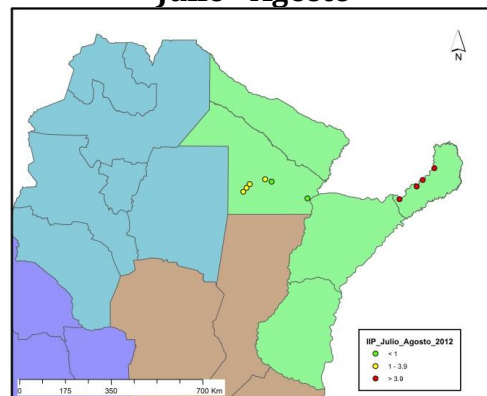 Julio - Agosto
N
IIP_Julio_Agosto_2012
< 1
1 - 3.9
> 3.9
0 175 350 700 Km